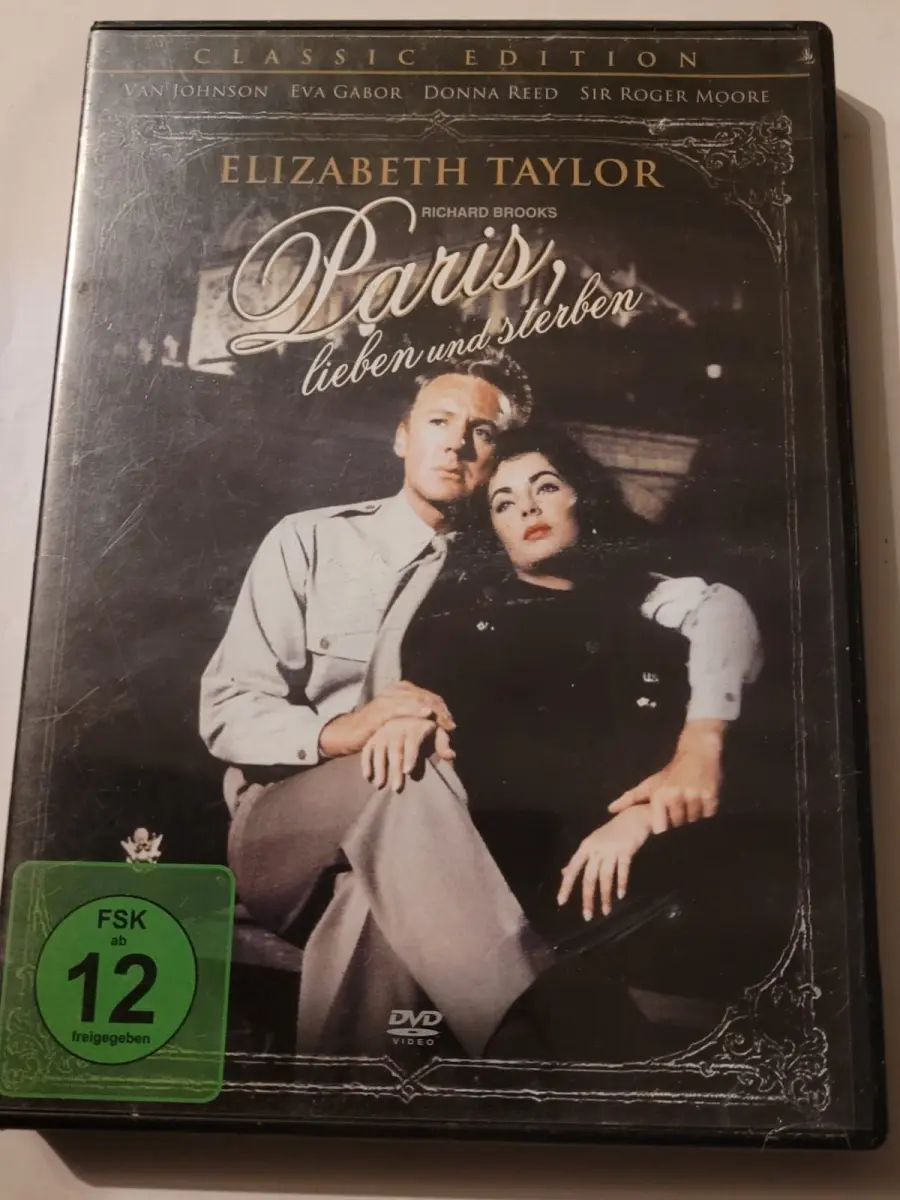 CLASSIC EDITION
VAN JOHNSON EVA GABOR DONNA REED SIR ROGER MOORE
ELIZABETH TAYLOR
RICHARD BROOK'S
Paris,
lieben und sterben
U.S.
FSK
ab
12
freigegeben
DVD
VIDEO